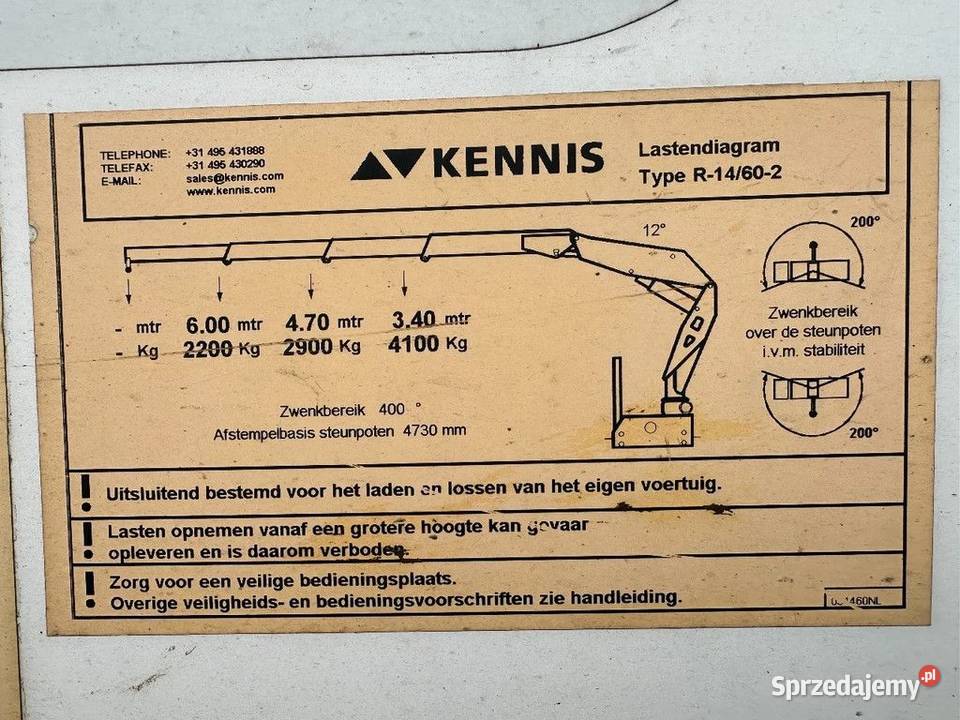 TELEPHONE: +31 495 431888
TELEFAX: +31 495 430290
E-MAIL: sales@kennis.com
www.kennis.com
KENNIS
Lastendiagram
Type R-14/60-2
12°
200°
- mtr 6.00 mtr 4.70 mtr 3.40 mtr
- Kg 2200 Kg 2900 Kg 4100 Kg
Zwenkbereik
over de steunpoten
i.v.m. stabiliteit
200°
Zwenkbereik 400 °
Afstempelbasis steunpoten 4730 mm
! Uitsluitend bestemd voor het laden en lossen van het eigen voertuig.
! Lasten opnemen vanaf een grotere hoogte kan gevaar
opleveren en is daarom verboden.
! Zorg voor een veilige bedieningsplaats.
Overige veiligheids- en bedieningsvoorschriften zie handleiding.
Sprzedajemy.pl